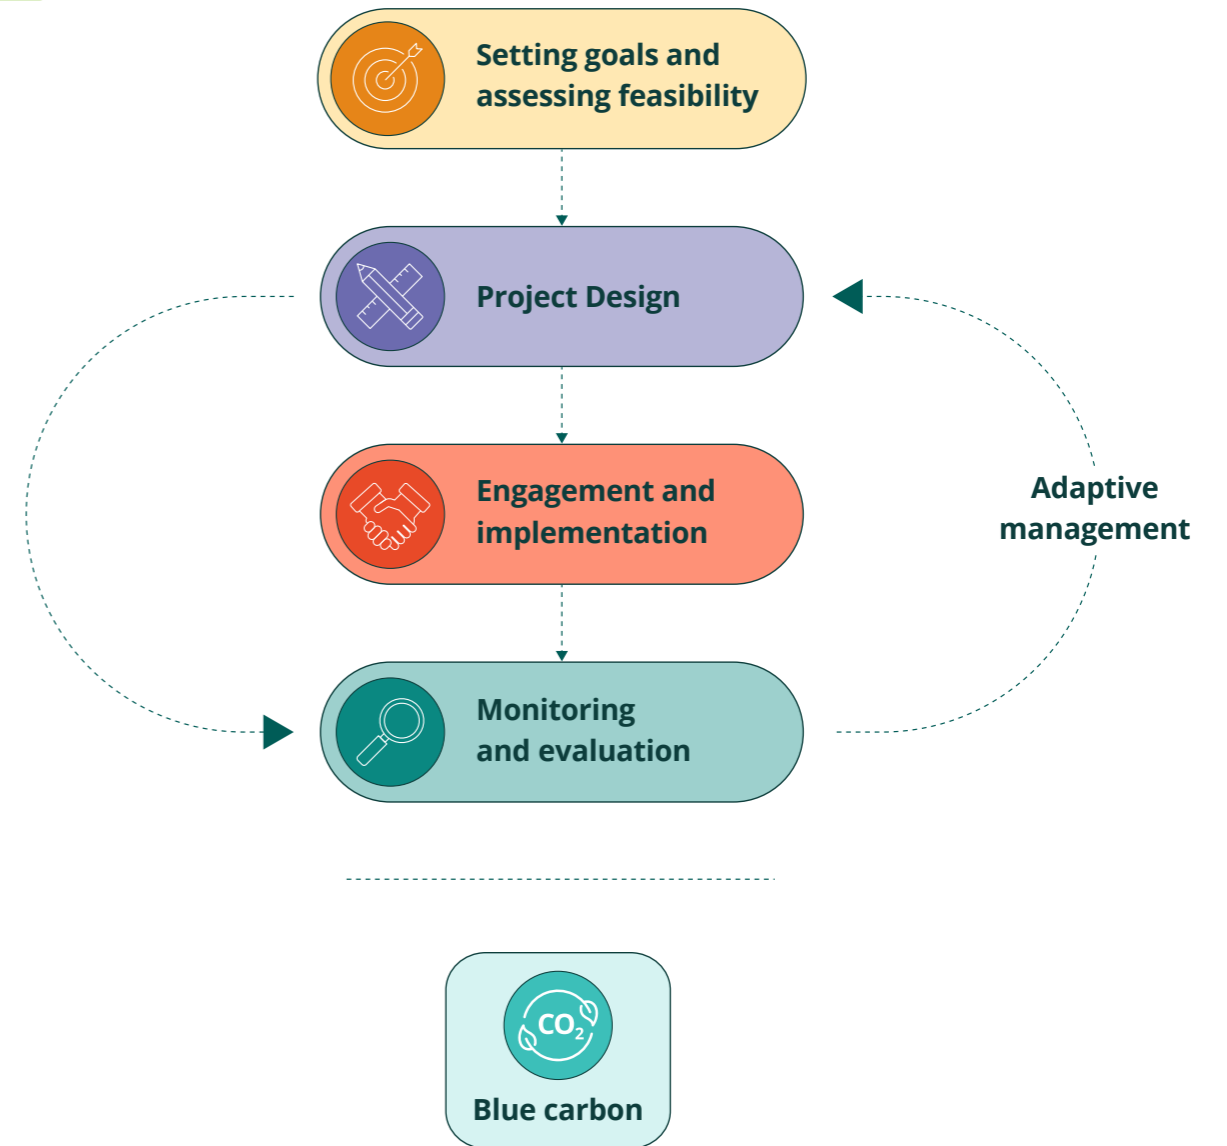 Setting goals and
assessing feasibility
Project Design
Engagement and
implementation
Adaptive
management
Monitoring
and evaluation
CO₂
Blue carbon